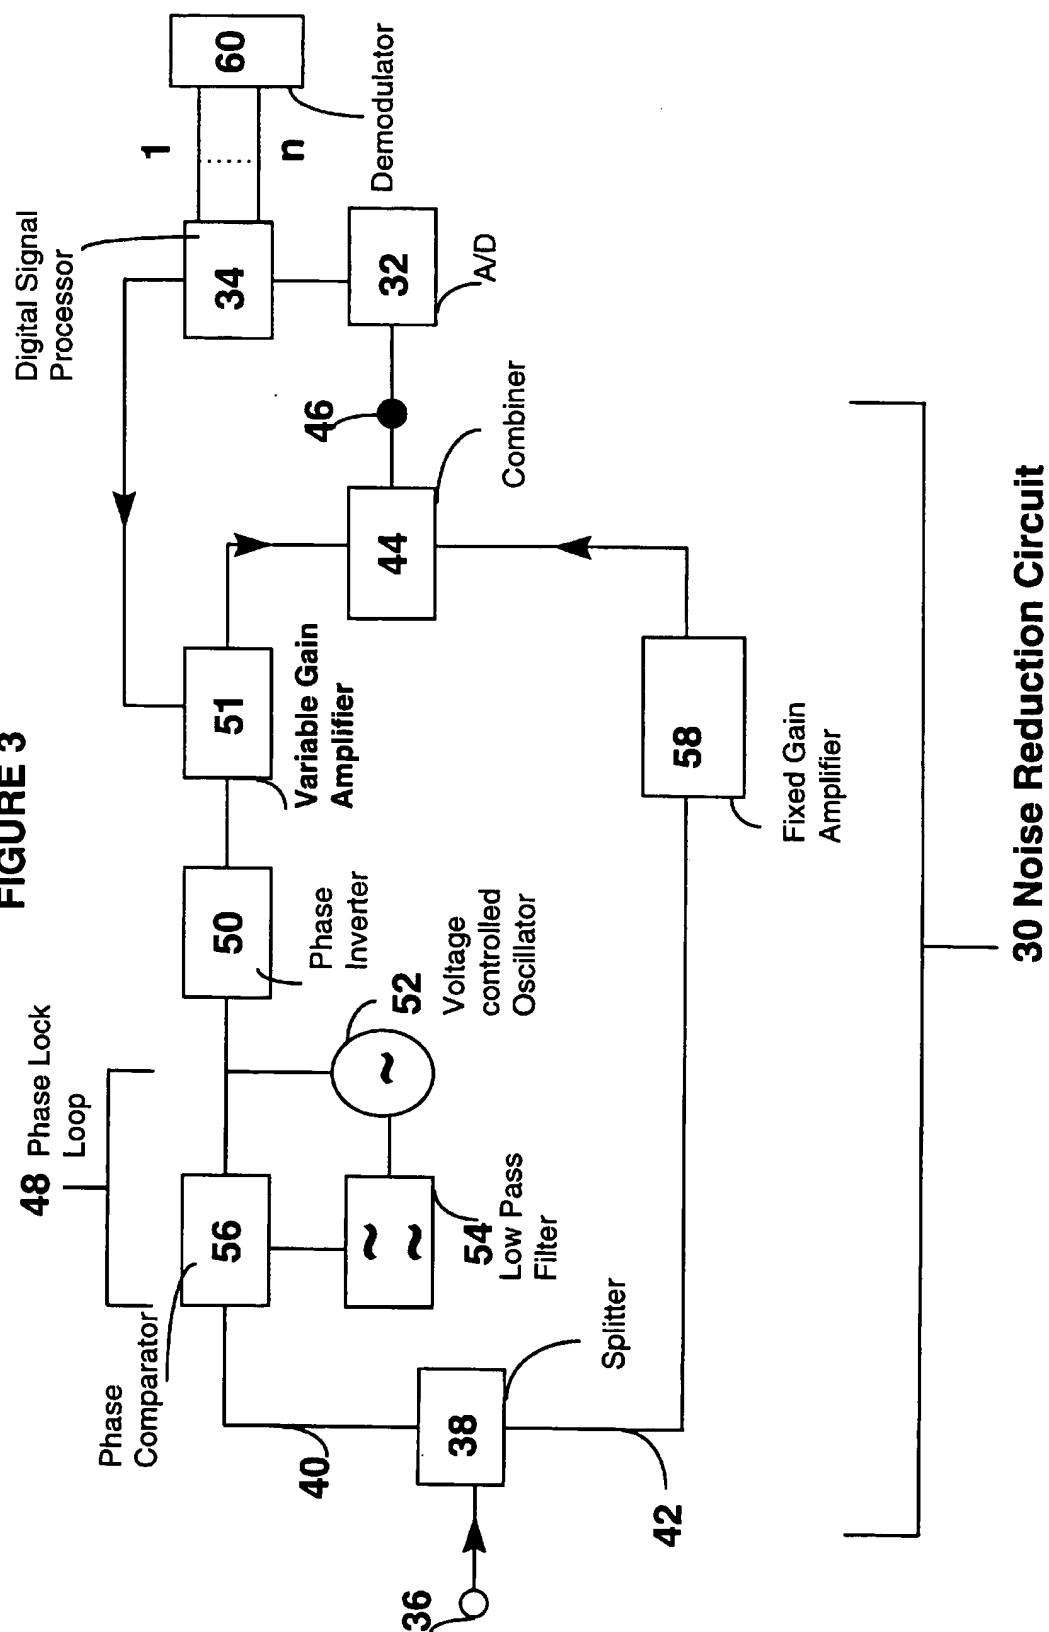 FIGURE 3
48 Phase Lock
Loop
Digital Signal
Processor
Phase
Comparator
56
50
Phase
Inverter
51
Variable Gain
Amplifier
34
1
n
60
Demodulator
~
~
54
Low Pass
Filter
~
52
Voltage
controlled
Oscillator
44
Combiner
46
32
A/D
36
38
Splitter
40
42
58
Fixed Gain
Amplifier
30 Noise Reduction Circuit